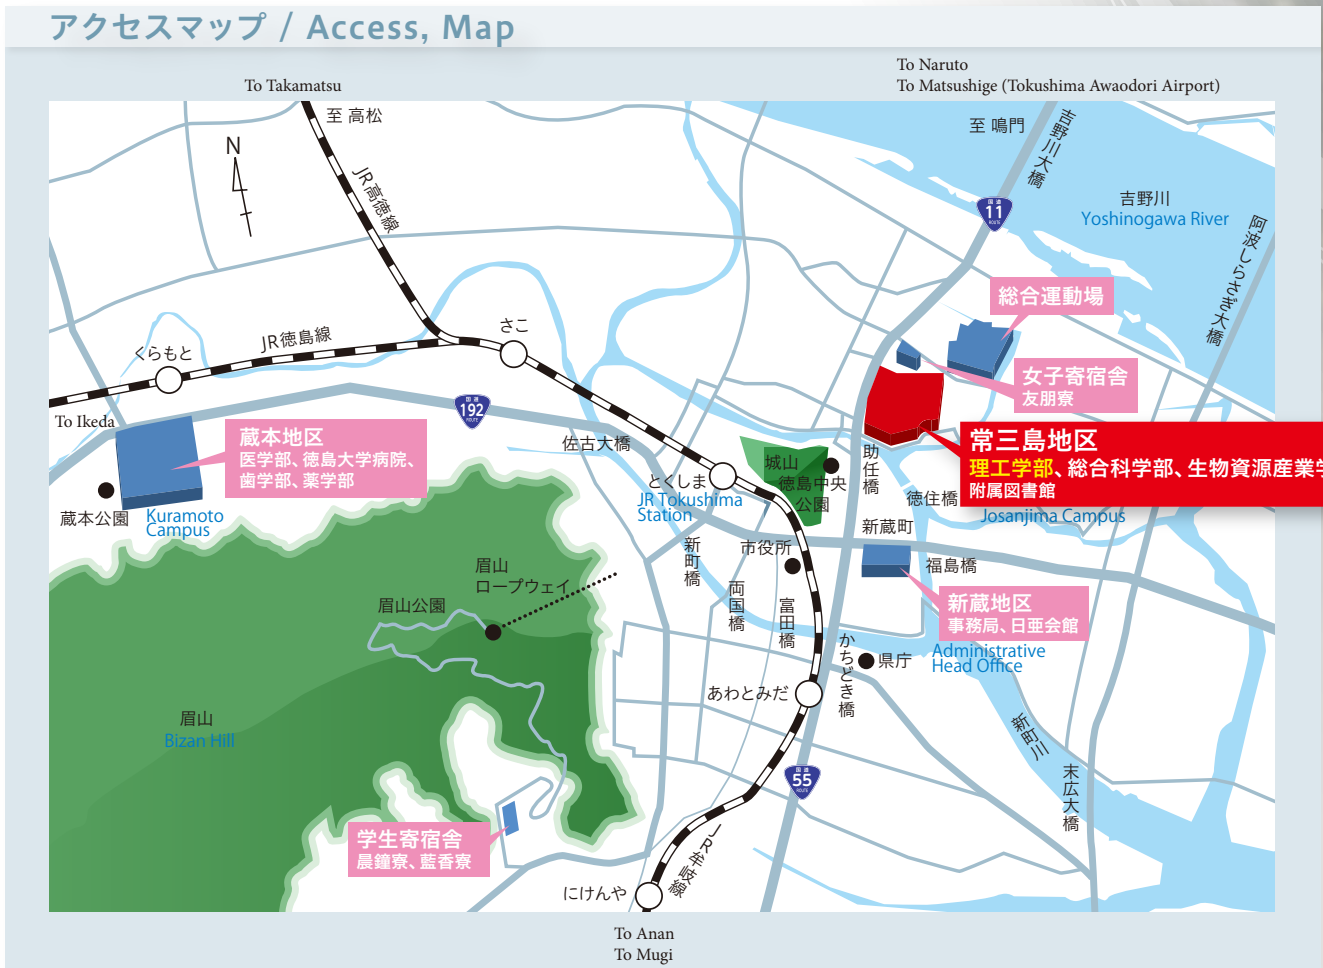 アクセスマップ / Access, Map
To Naruto
To Matsushige (Tokushima Awaodori Airport)
To Takamatsu
至 高松
至 鳴門
吉野川大橋
N
JR高徳線
国道
11
ROUTE
吉野川
Yoshinogawa River
阿波しらさぎ大橋
総合運動場
さこ
JR徳島線
くらもと
女子寄宿舎
友朋寮
To Ikeda
国道
192
ROUTE
蔵本地区
医学部、徳島大学病院、
歯学部、薬学部
佐古大橋
常三島地区
理工学部、総合科学部、生物資源産業学
附属図書館
助任橋
城山
徳島中央
公園
とくしま
JR Tokushima
Station
徳住橋
Josanjima Campus
蔵本公園
Kuramoto
Campus
新蔵町
新町橋
市役所
福島橋
眉山
ロープウェイ
眉山公園
両国橋
富田橋
新蔵地区
事務局、日亜会館
かちどき橋
県庁
Administrative
Head Office
あわとみだ
眉山
Bizan Hill
新町川
国道
55
ROUTE
末広大橋
学生寄宿舎
晨鐘寮、藍香寮
JR牟岐線
にけんや
To Anan
To Mugi